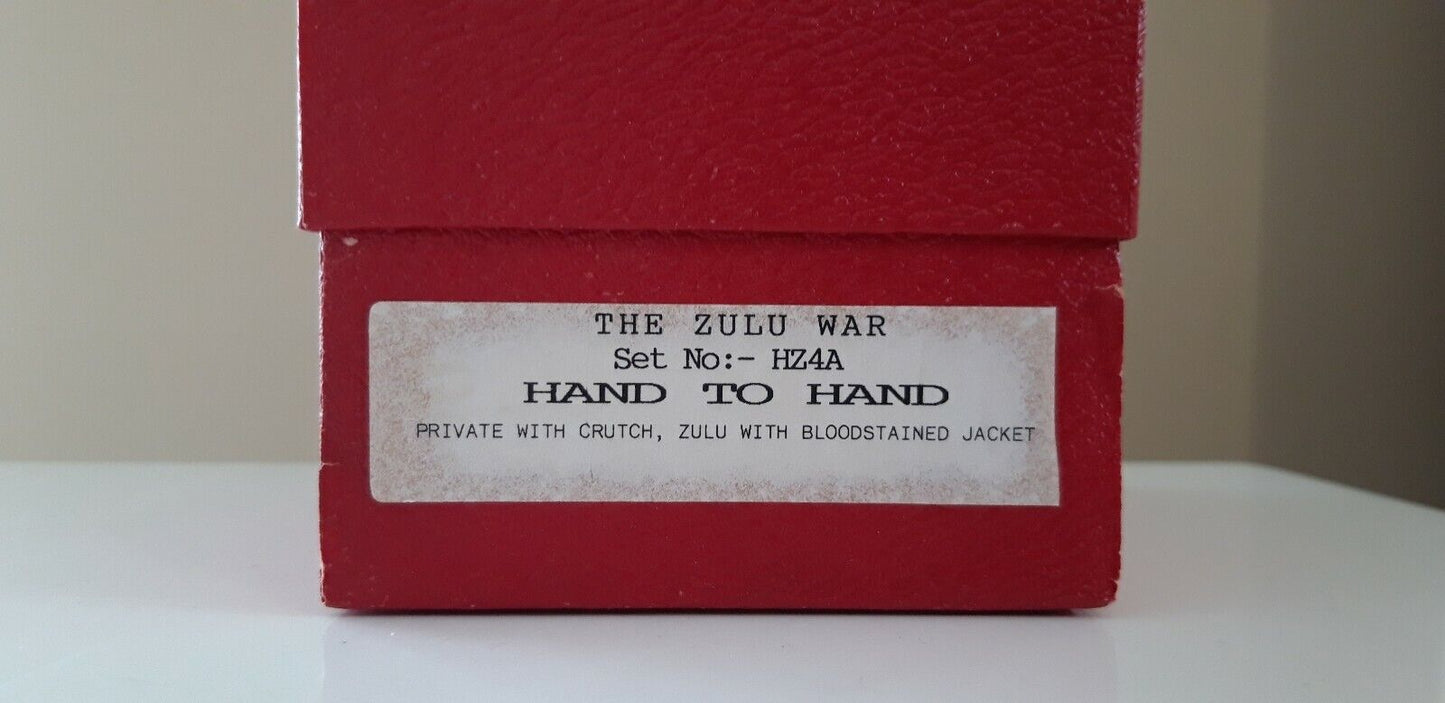 THE ZULU WAR
Set No:- HZ4A
HAND TO HAND
PRIVATE WITH CRUTCH, ZULU WITH BLOODSTAINED JACKET